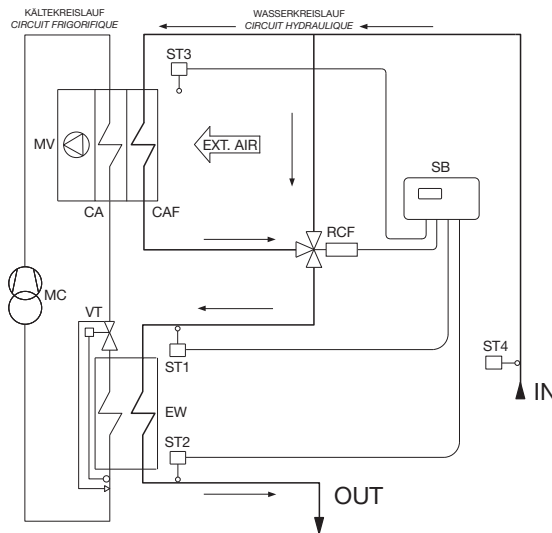 KÄLTEKREISLAUF
CIRCUIT FRIGORIFIQUE
WASSERKREISLAUF
CIRCUIT HYDRAULIQUE
ST3
MV
EXT. AIR
SB
CA
CAF
RCF
MC
VT
ST1
ST4
EW
IN
ST2
OUT